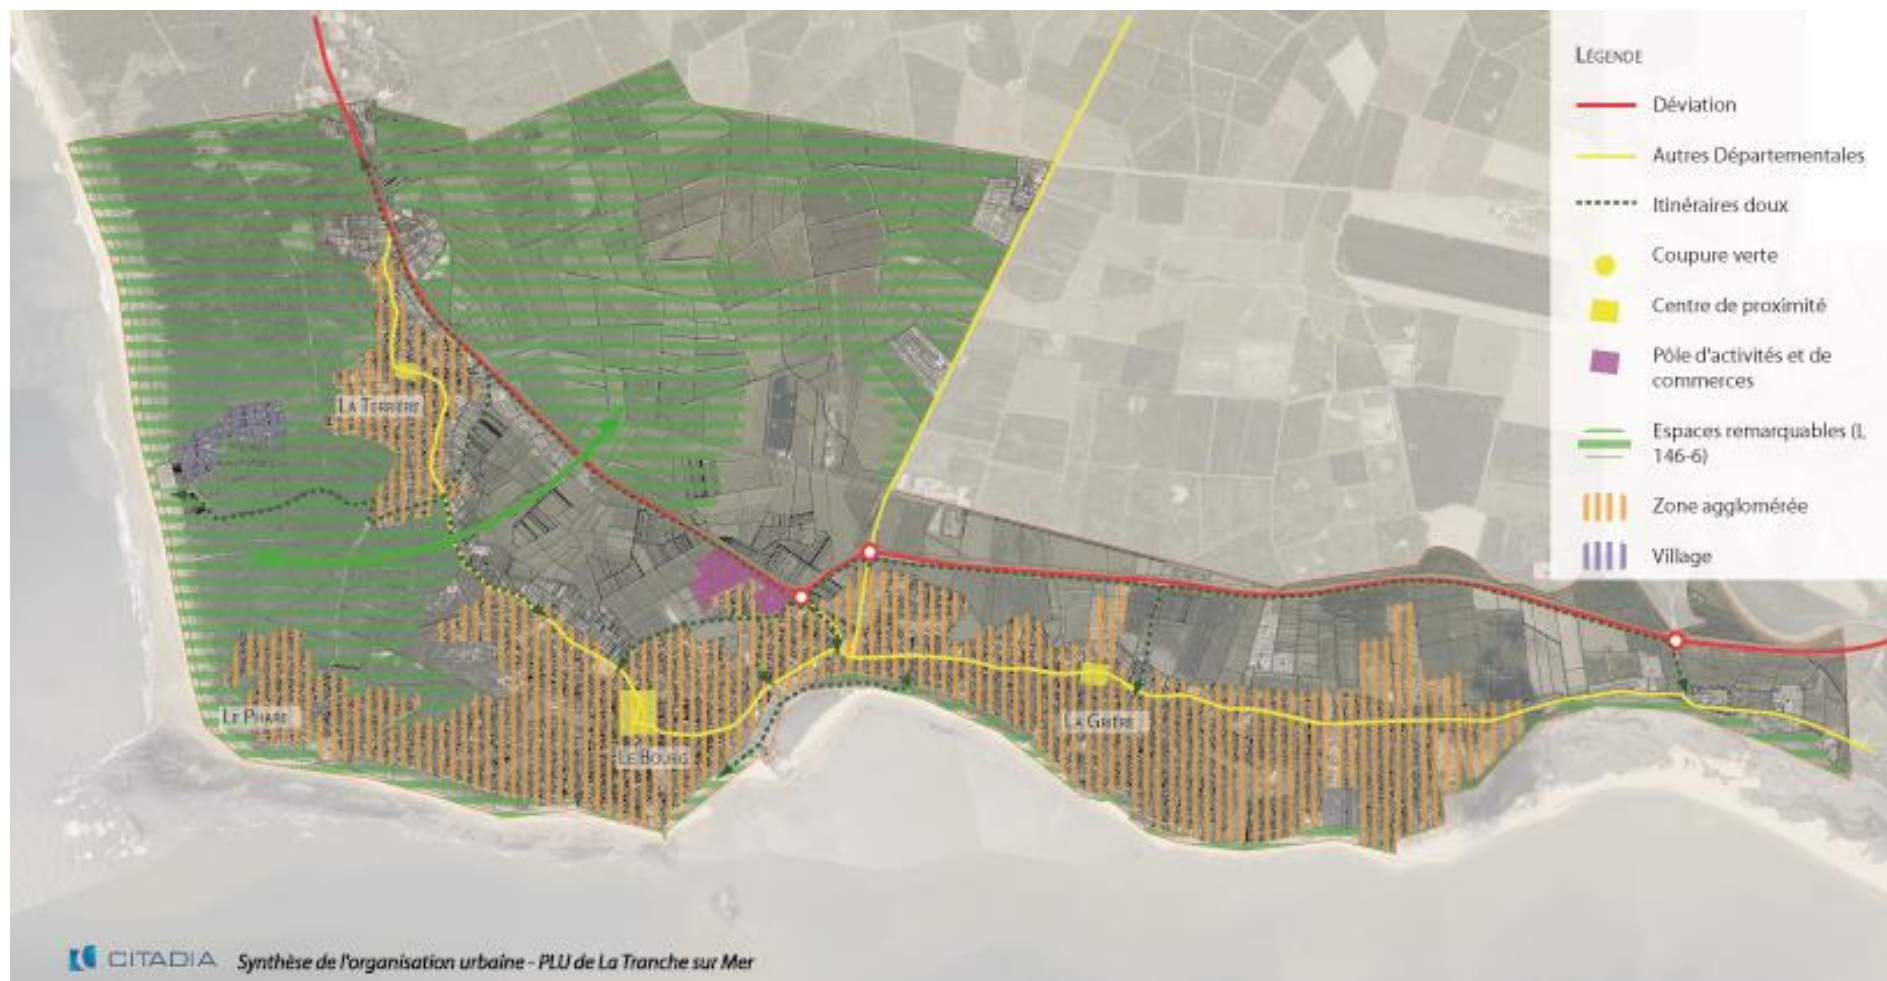 LÉGENDE
Déviation
Autres Départementales
Itinéraires doux
Coupure verte
Centre de proximité
Pôle d'activités et de
commerces
Espaces remarquables (L
146-6)
Zone agglomérée
Village
LA TERRIERE
LE PHARE
LE BOURG
LA GRIERE
CITADIA
Synthèse de l'organisation urbaine - PLU de La Tranche sur Mer